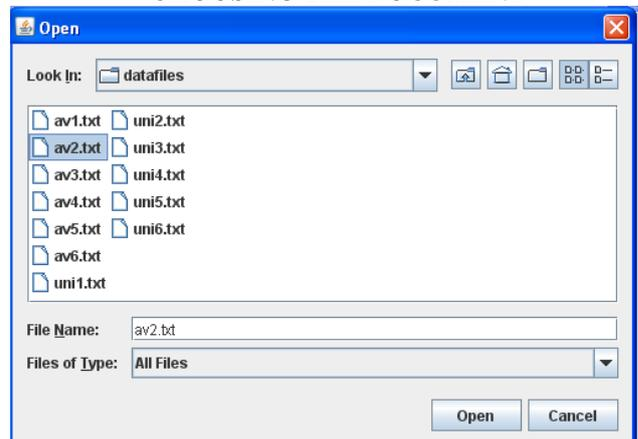 Open
Look In: datafiles
av1.txt uni2.txt
av2.txt uni3.txt
av3.txt uni4.txt
av4.txt uni5.txt
av5.txt uni6.txt
av6.txt
uni1.txt
File Name: av2.txt
Files of Type: All Files
Open Cancel